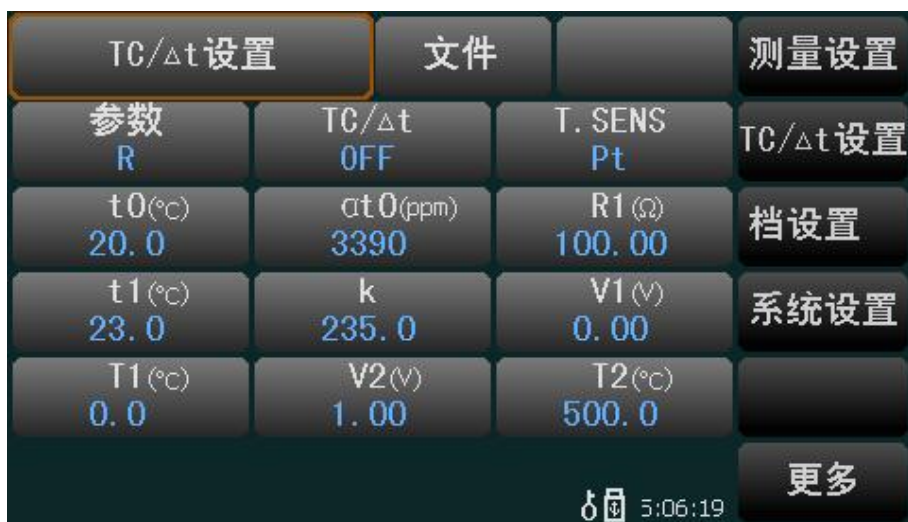 TC/△t设置
文件
测量设置
参数
R
TC/△t
OFF
T.SENS
Pt
TC/△t设置
t0(℃)
20.0
αt0(ppm)
3390
R1(Ω)
100.00
档设置
t1(℃)
23.0
k
235.0
V1(V)
0.00
系统设置
T1(℃)
0.0
V2(V)
1.00
T2(℃)
500.0
更多
5:06:19